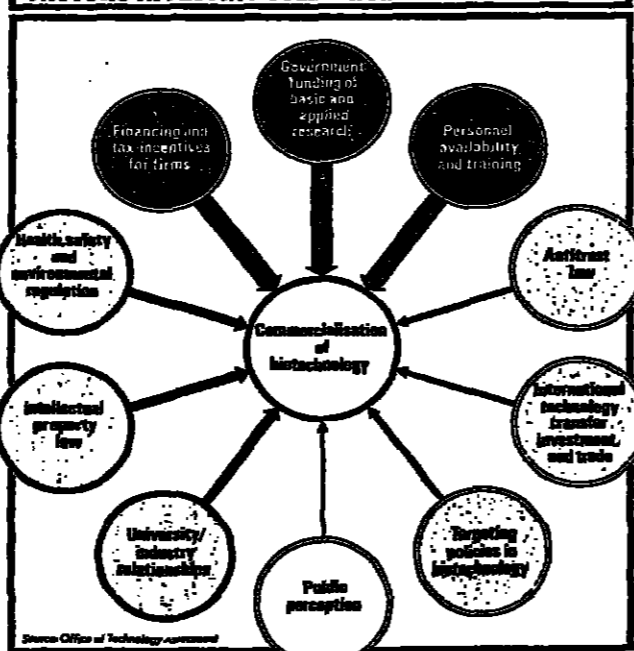 Government
funding of
basic and
applied
research
Financing and
tax incentives
for firms
Personnel
availability
and training
Health, safety
and
environmental
regulation
Antitrust
law
Commercialisation
of
biotechnology
Intellectual
property
law
International
technology
transfer
investment,
and trade
University/
industry
relationships
Targeting
policies in
biotechnology
Public
perception
Source: Office of Technology Assessment